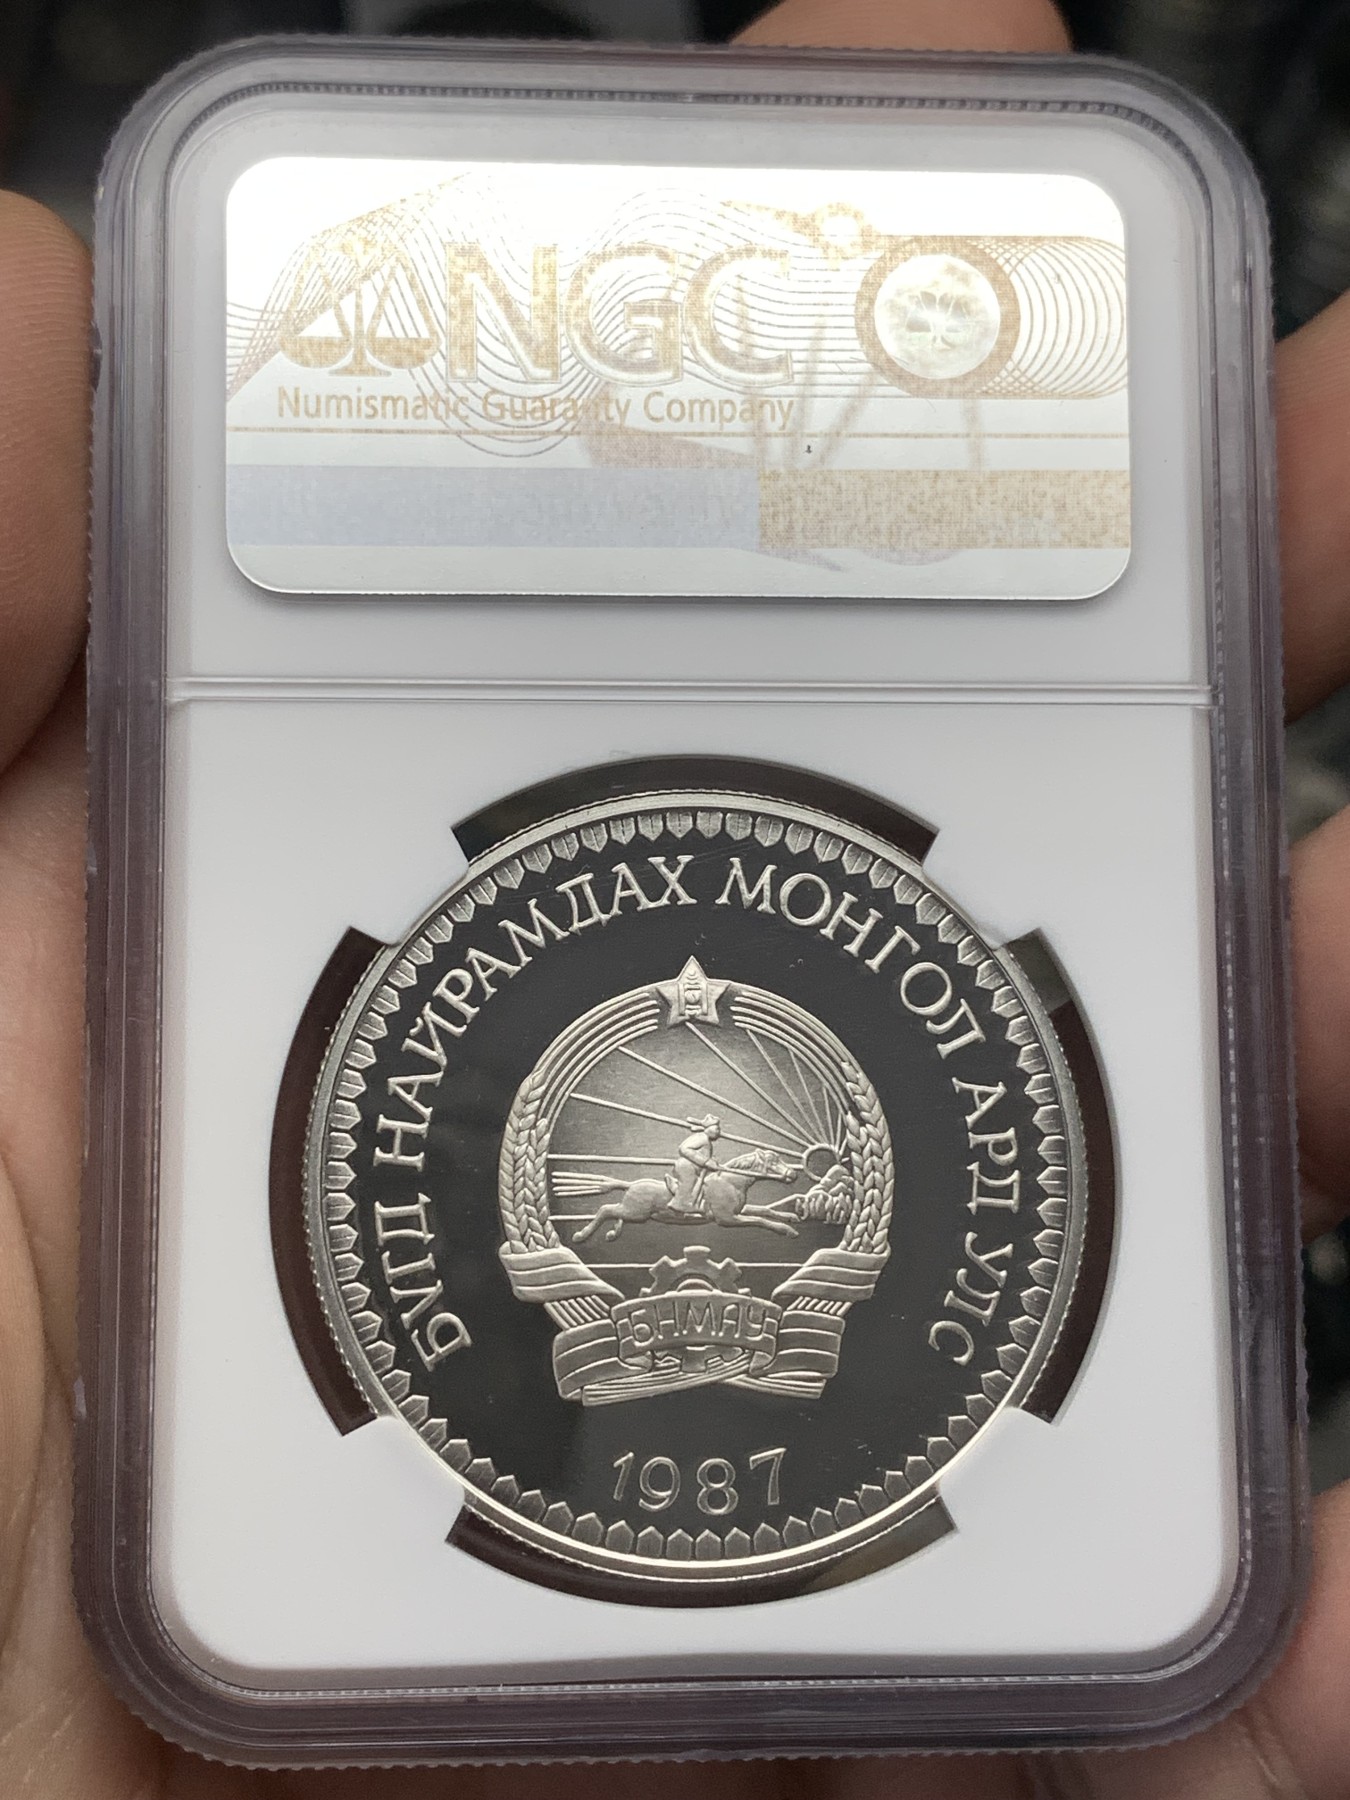 NGC
Numismatic Guaranty Company
БҮГД НАЙРАМДАХ МОНГОЛ АРД УЛС
БНМАУ
1987